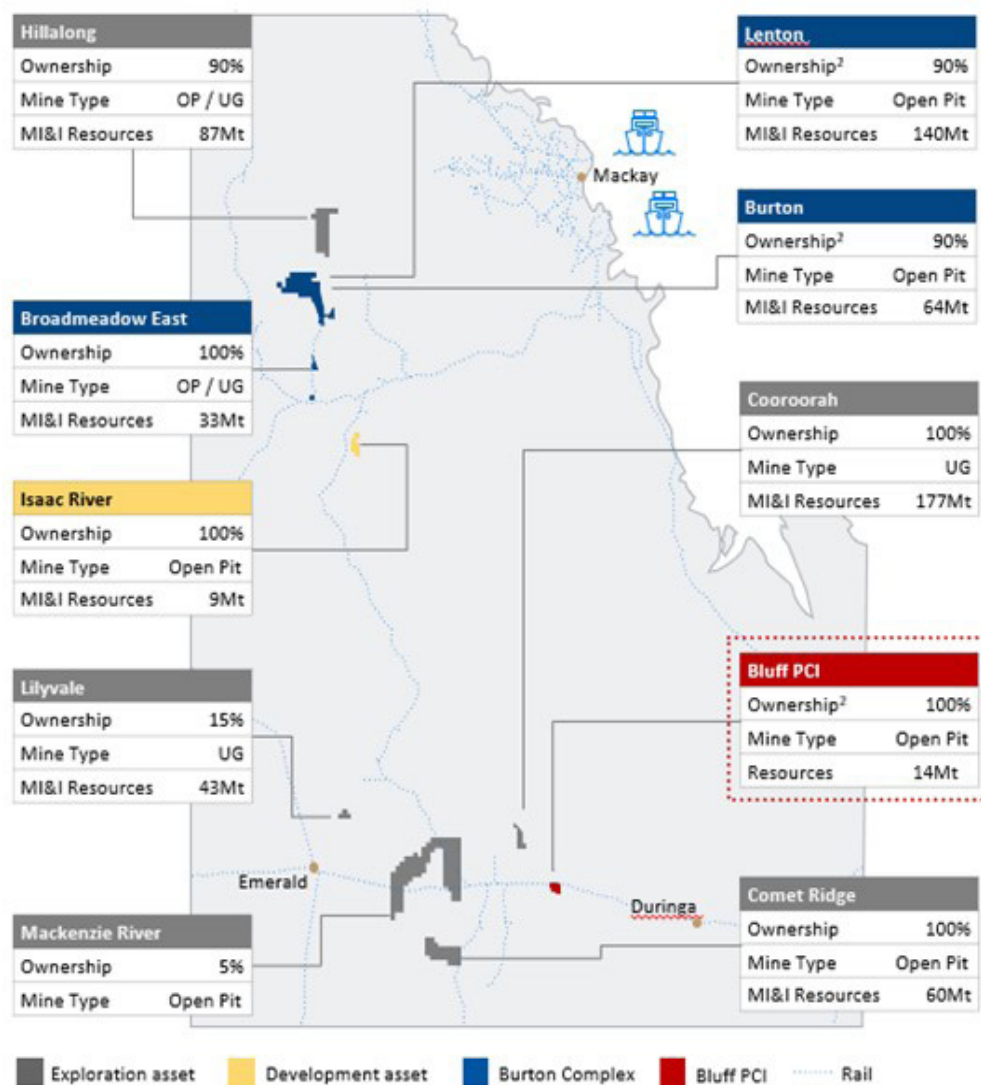 Hillalong
Ownership 90%
Mine Type OP / UG
MI&I Resources 87Mt
Lenton
Ownership² 90%
Mine Type Open Pit
MI&I Resources 140Mt
Mackay
Burton
Ownership² 90%
Mine Type Open Pit
MI&I Resources 64Mt
Broadmeadow East
Ownership 100%
Mine Type OP / UG
MI&I Resources 33Mt
Cooroorah
Ownership 100%
Mine Type UG
MI&I Resources 177Mt
Isaac River
Ownership 100%
Mine Type Open Pit
MI&I Resources 9Mt
Bluff PCI
Ownership² 100%
Mine Type Open Pit
Resources 14Mt
Lilyvale
Ownership 15%
Mine Type UG
MI&I Resources 43Mt
Emerald
Duringa
Comet Ridge
Ownership 100%
Mine Type Open Pit
MI&I Resources 60Mt
Mackenzie River
Ownership 5%
Mine Type Open Pit
Exploration asset Development asset Burton Complex Bluff PCI Rail